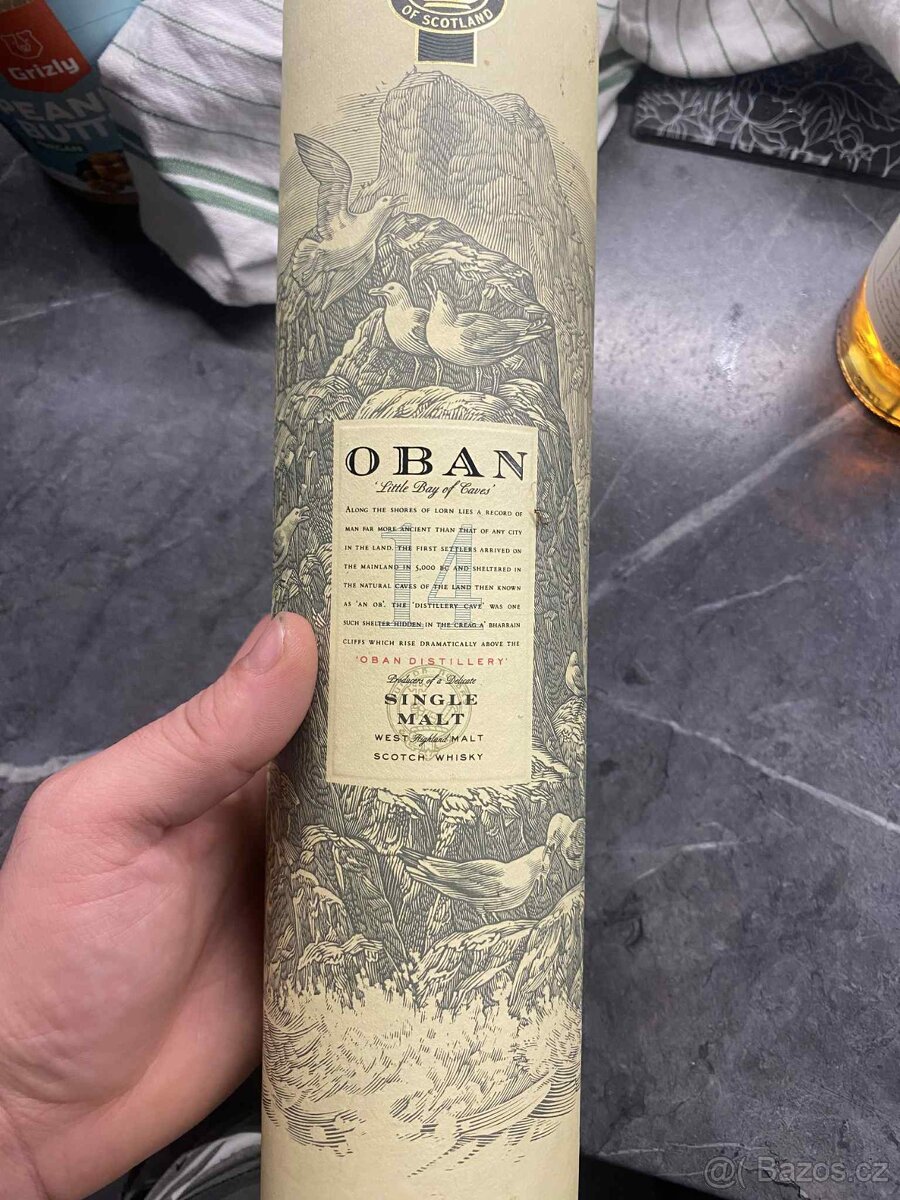 OF SCOTLAND
Grizly
PEAN
BUTT
OBAN
'Little Bay of Caves'
14
ALONG THE SHORES OF LORN LIES A RECORD OF
MAN FAR MORE ANCIENT THAN THAT OF ANY CITY
IN THE LAND. THE FIRST SETTLERS ARRIVED ON
THE MAINLAND IN 5,000 BC AND SHELTERED IN
THE NATURAL CAVES OF THE LAND THEN KNOWN
AS 'AN OB'. THE 'DISTILLERY CAVE' WAS ONE
SUCH SHELTER HIDDEN IN THE CREAG A' BHARRAIN
CLIFFS WHICH RISE DRAMATICALLY ABOVE THE
'OBAN DISTILLERY'
Producers of a Delicate
SINGLE
MALT
WEST Highland MALT
SCOTCH WHISKY
@( Bazos.cz